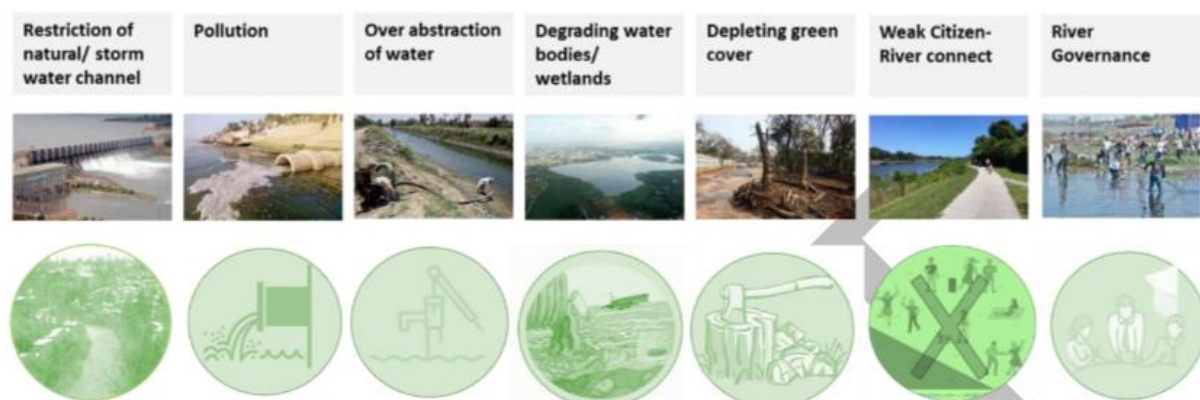 Restriction of
natural/ storm
water channel
Pollution
Over abstraction
of water
Degrading water
bodies/
wetlands
Depleting green
cover
Weak Citizen-
River connect
River
Governance